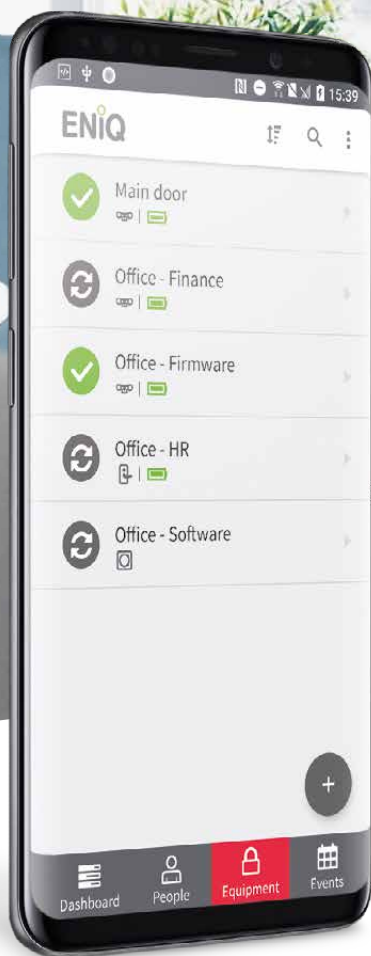 15:39
ENiQ
Main door
Office - Finance
Office - Firmware
Office - HR
Office - Software
+
Dashboard
People
Equipment
Events